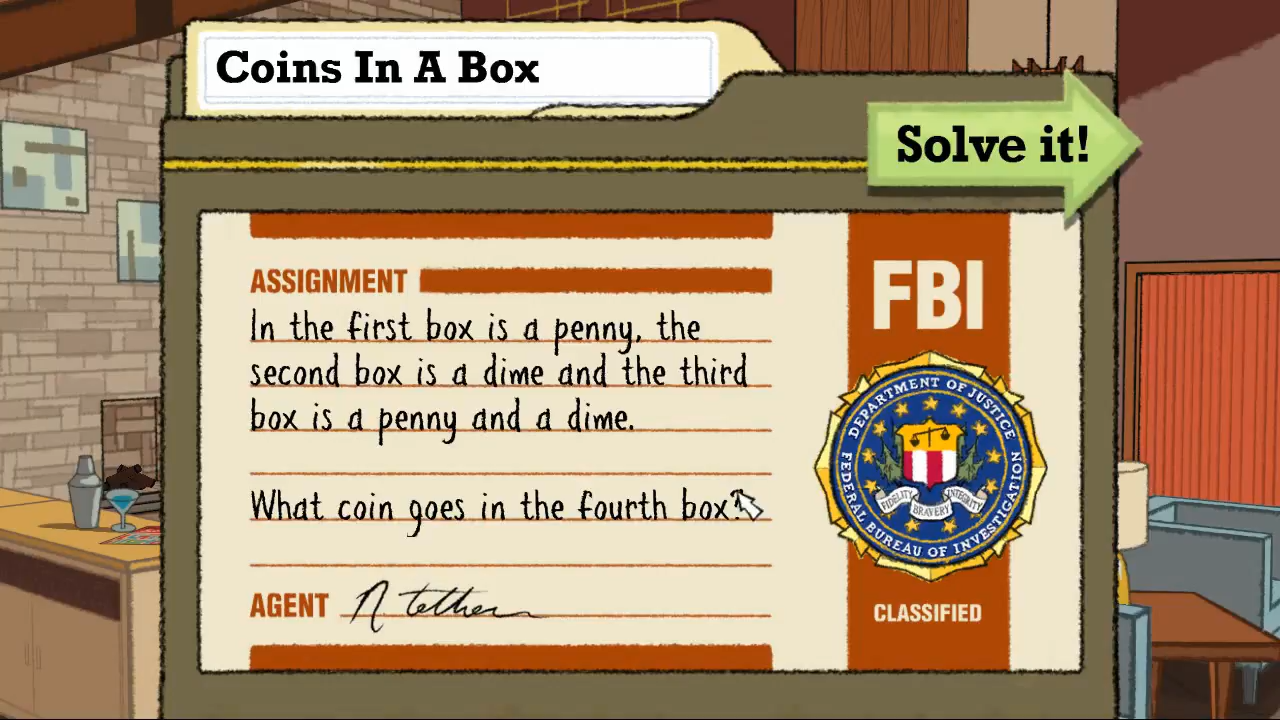 Coins In A Box
Solve it!
ASSIGNMENT
In the first box is a penny, the
second box is a dime and the third
box is a penny and a dime.
What coin goes in the fourth box?
AGENT N tethers
FBI
DEPARTMENT OF JUSTICE
FIDELITY BRAVERY INTEGRITY
FEDERAL BUREAU OF INVESTIGATION
CLASSIFIED